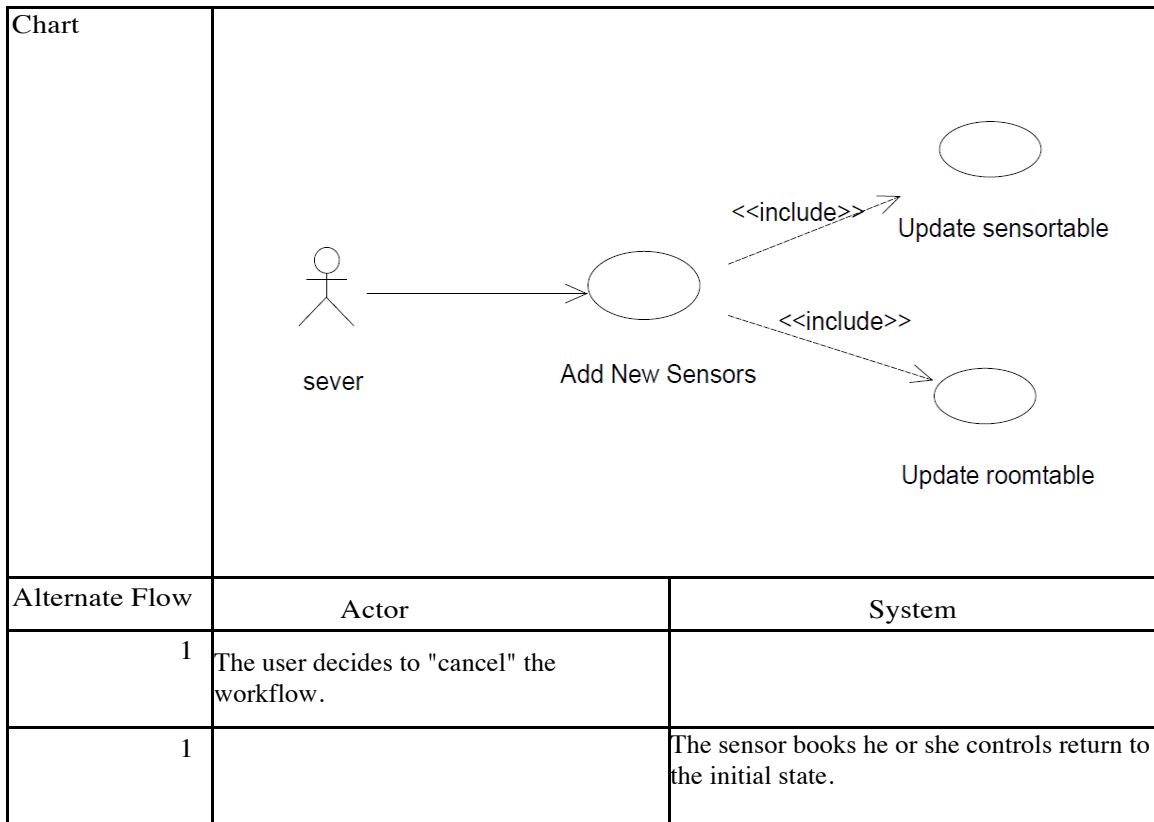 Chart
<<include>>
Update sensortable
<<include>>
sever
Add New Sensors
Update roomtable
Alternate Flow
Actor
System
1
The user decides to "cancel" the
workflow.
1
The sensor books he or she controls return to
the initial state.